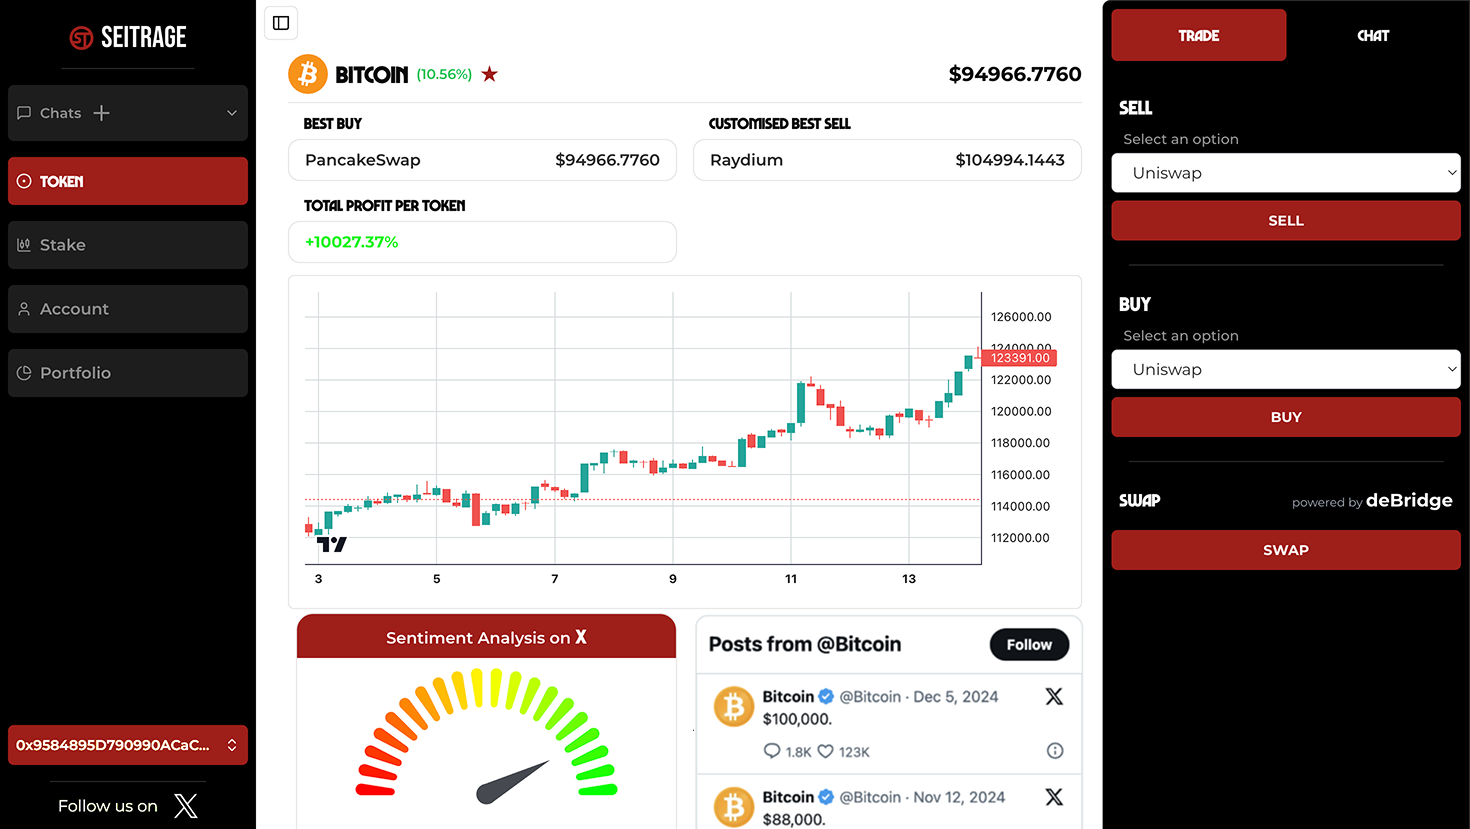 ST SEITRAGE
Chats +
TOKEN
Stake
Account
Portfolio
0x9584895D790990ACaC...
Follow us on X
BITCOIN (10.56%)
$94966.7760
BEST BUY
PancakeSwap $94966.7760
CUSTOMISED BEST SELL
Raydium $104994.1443
TOTAL PROFIT PER TOKEN
+10027.37%
126000.00
124000.00
123391.00
122000.00
120000.00
118000.00
116000.00
114000.00
112000.00
3 5 7 9 11 13
Sentiment Analysis on X
Posts from @Bitcoin
Follow
Bitcoin @Bitcoin · Dec 5, 2024
$100,000.
1.8K 123K
Bitcoin @Bitcoin · Nov 12, 2024
$88,000.
TRADE
CHAT
SELL
Select an option
Uniswap
SELL
BUY
Select an option
Uniswap
BUY
SWAP
powered by deBridge
SWAP